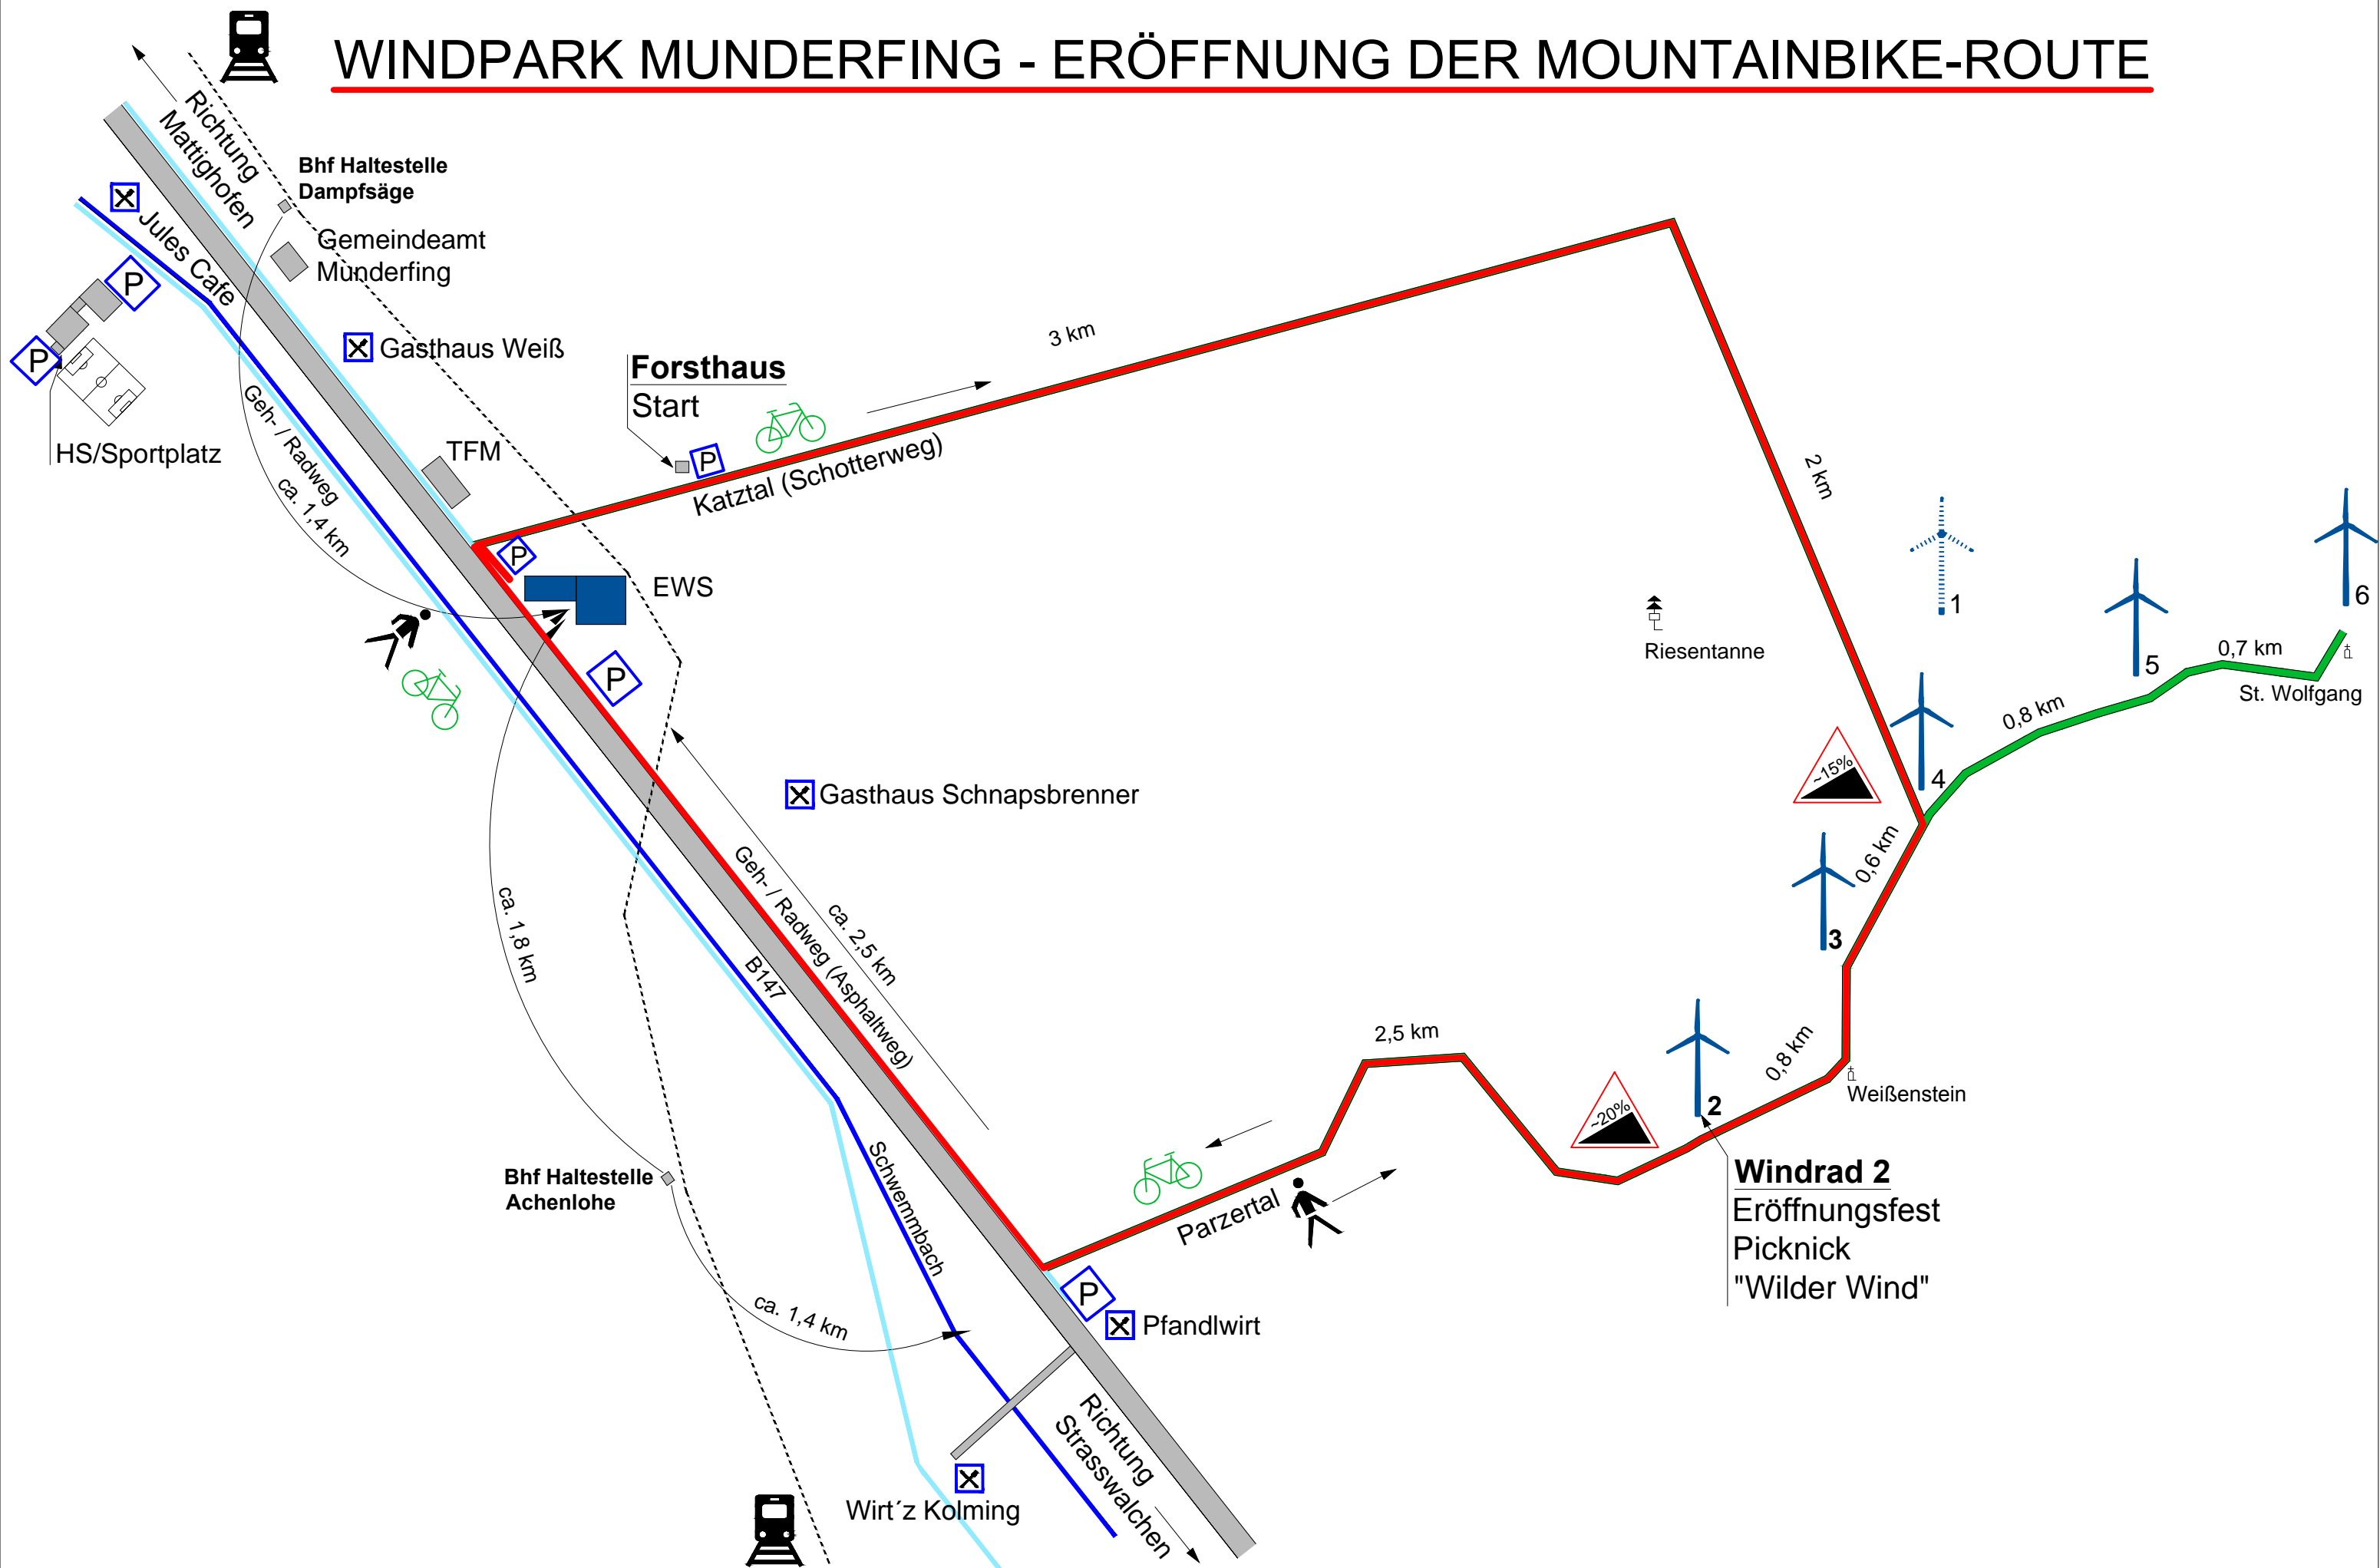 WINDPARK MUNDERFING - ERÖFFNUNG DER MOUNTAINBIKE-ROUTE
Richtung
Mattighofen
Bhf Haltestelle
Dampfsäge
Jules Cafe
Gemeindeamt
Munderfing
P
P
Gasthaus Weiß
3 km
Forsthaus
Start
HS/Sportplatz
Geh- / Radweg
ca. 1,4 km
TFM
P
Katztal (Schotterweg)
2 km
P
EWS
1
6
5
Riesentanne
0,7 km
St. Wolfgang
P
0,8 km
~15%
4
Gasthaus Schnapsbrenner
0,6 km
3
Geh- / Radweg (Asphaltweg)
ca. 2,5 km
ca. 1,8 km
B147
2,5 km
0,8 km
Weißenstein
~20%
2
Bhf Haltestelle
Achenlohe
Schwemmbach
Parzertal
Windrad 2
Eröffnungsfest
Picknick
"Wilder Wind"
ca. 1,4 km
P
Pfandlwirt
Richtung
Strasswalchen
Wirt´z Kolming